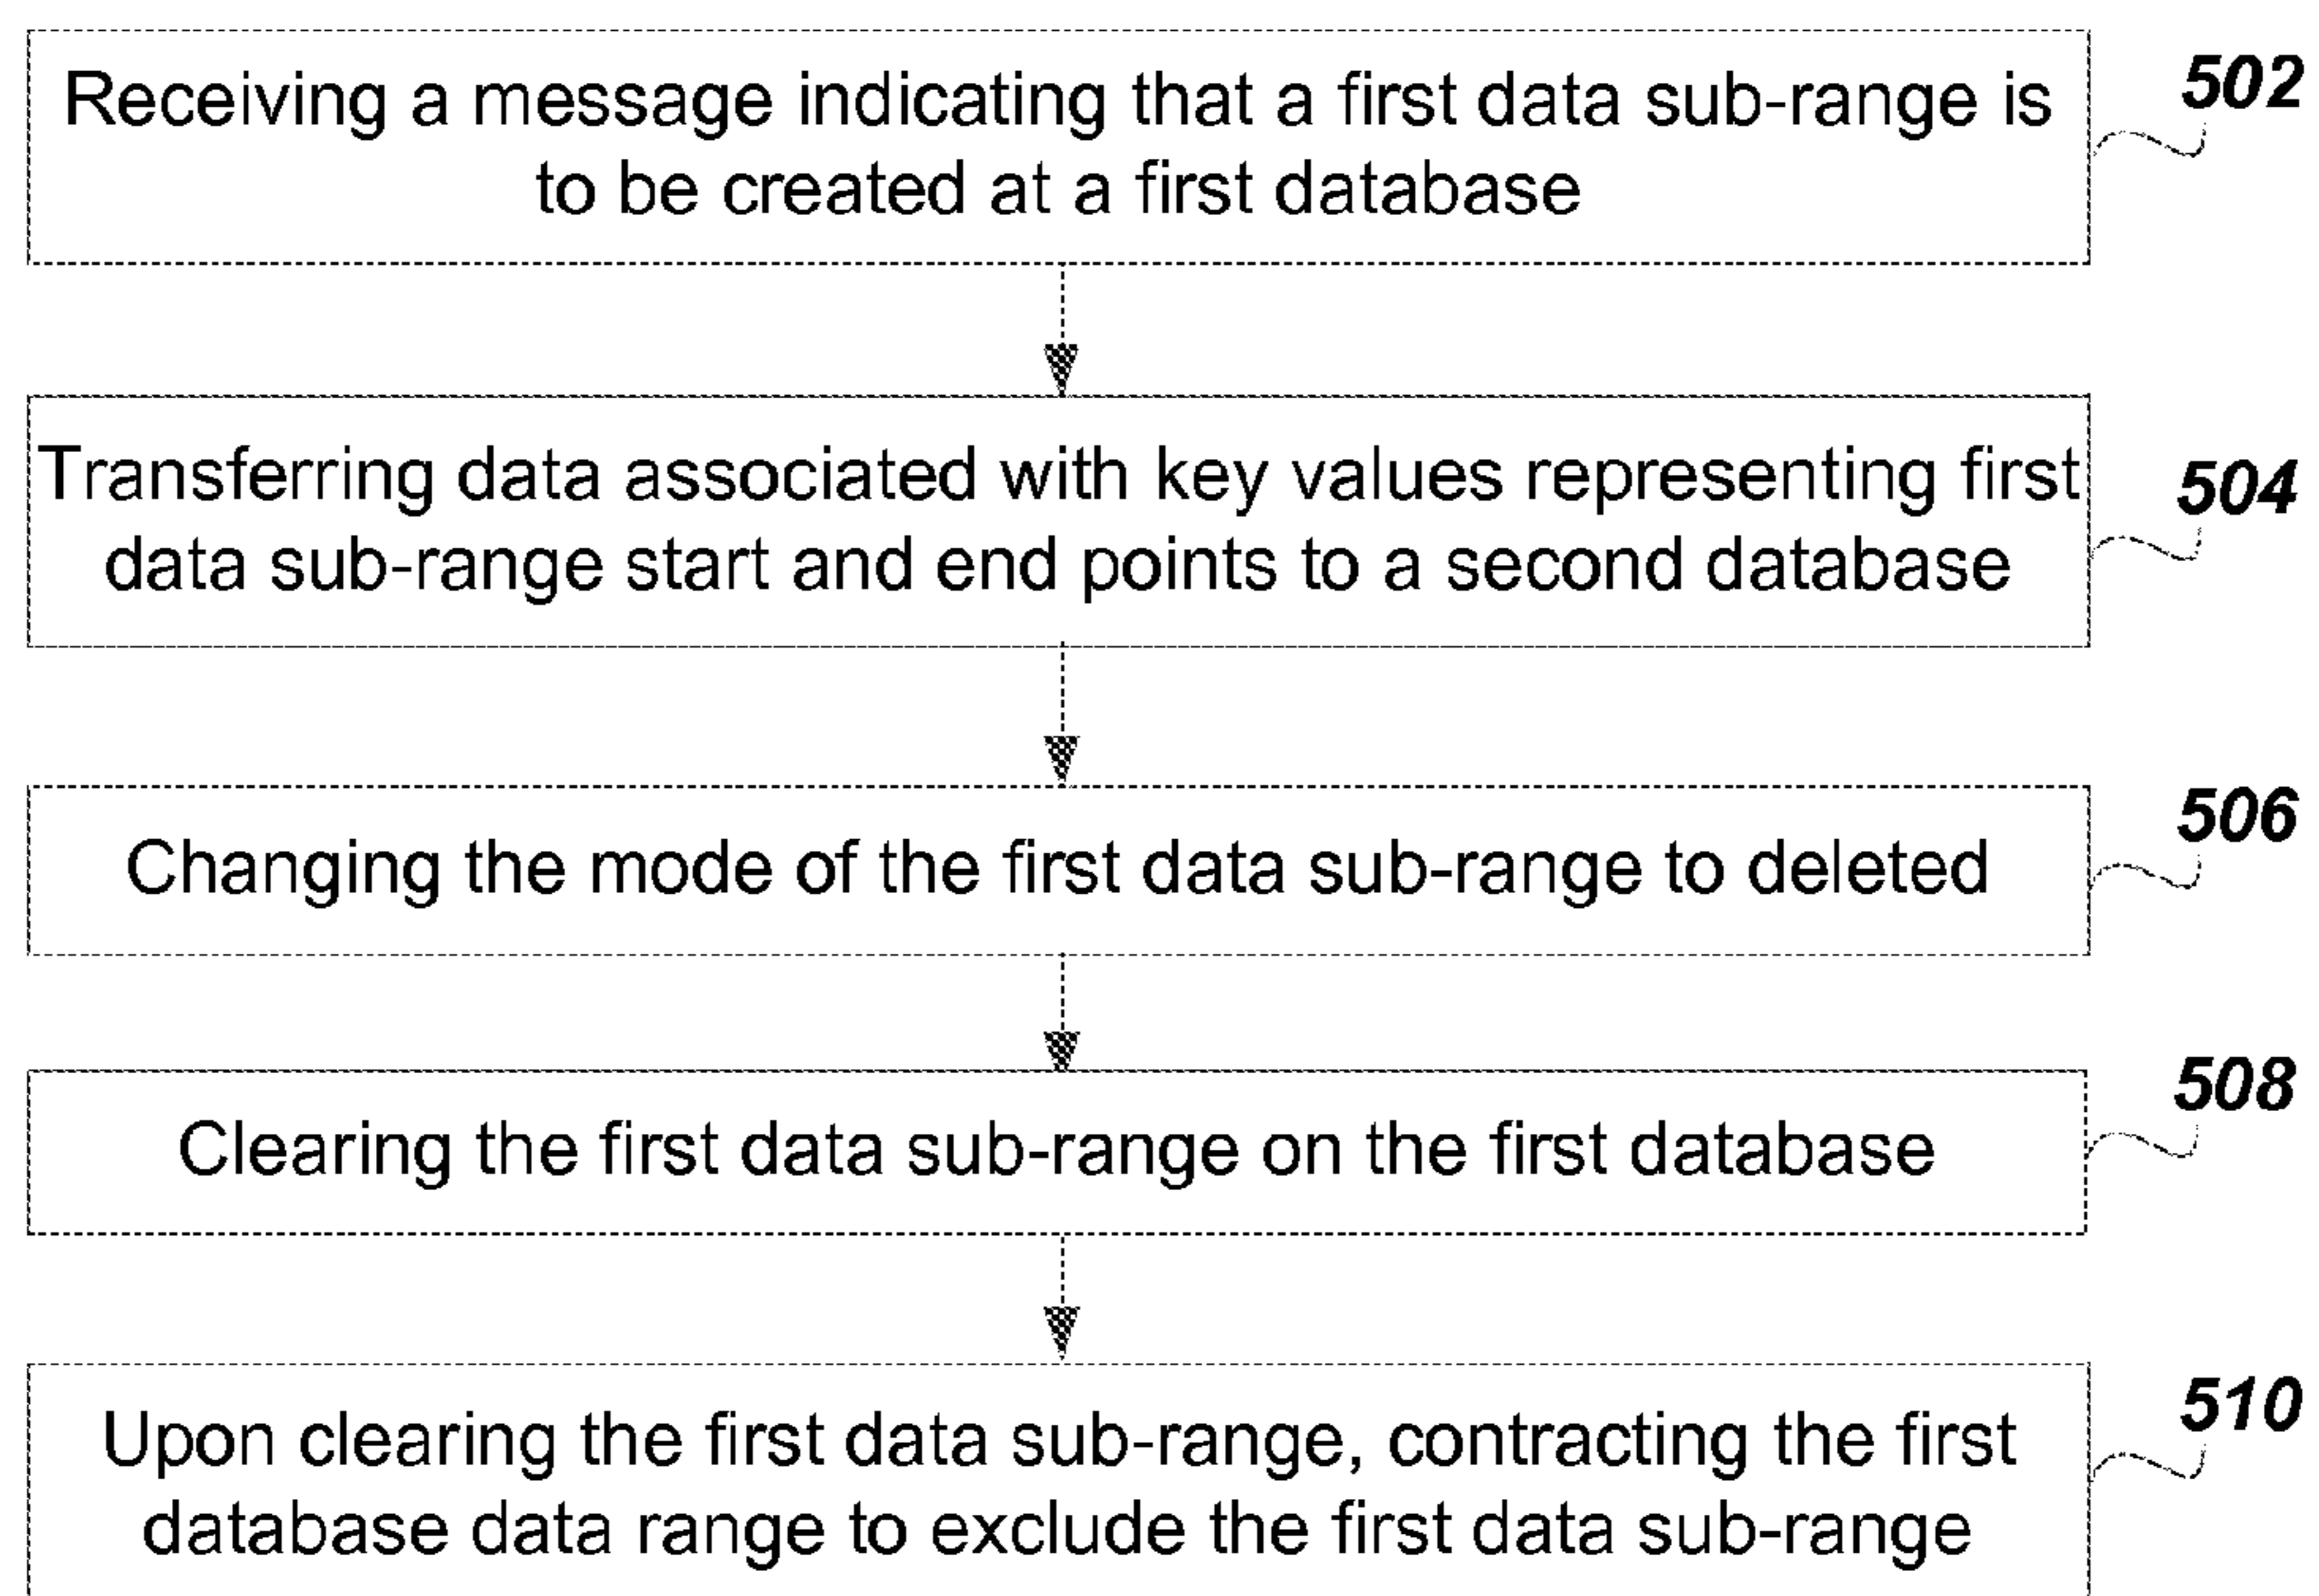 Receiving a message indicating that a first data sub-range is
to be created at a first database
502
Transferring data associated with key values representing first
data sub-range start and end points to a second database
504
Changing the mode of the first data sub-range to deleted
506
Clearing the first data sub-range on the first database
508
Upon clearing the first data sub-range, contracting the first
database data range to exclude the first data sub-range
510